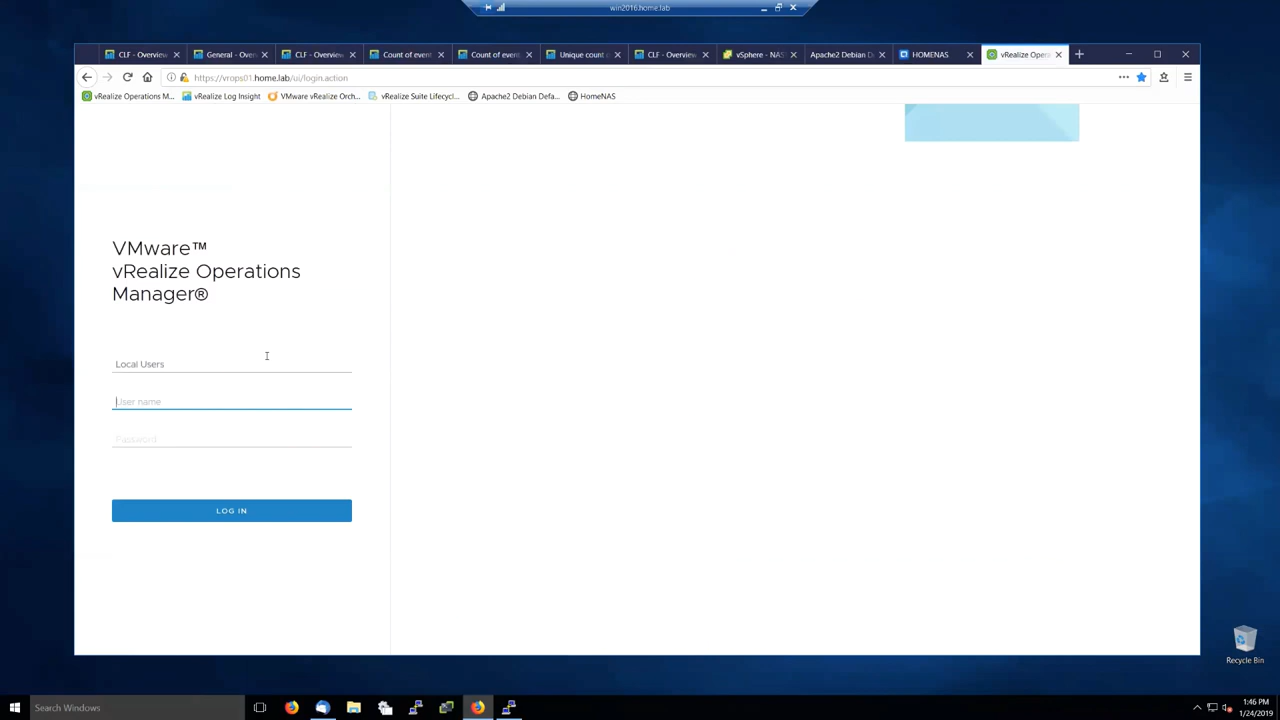 win2016.home.lab
CLF - Overview
General - Over
CLF - Overview
Count of event
Count of event
Unique count o
CLF - Overview
vSphere - NAS
Apache2 Debian De
HOMENAS
vRealize Opera
https://vrops01.home.lab/ui/login.action
vRealize Operations M...
vRealize Log Insight
VMware vRealize Orch...
vRealize Suite Lifecycl...
Apache2 Debian Defa...
HomeNAS
VMware™
vRealize Operations
Manager®
Local Users
User name
Password
LOG IN
Recycle Bin
Search Windows
1:46 PM
1/24/2019